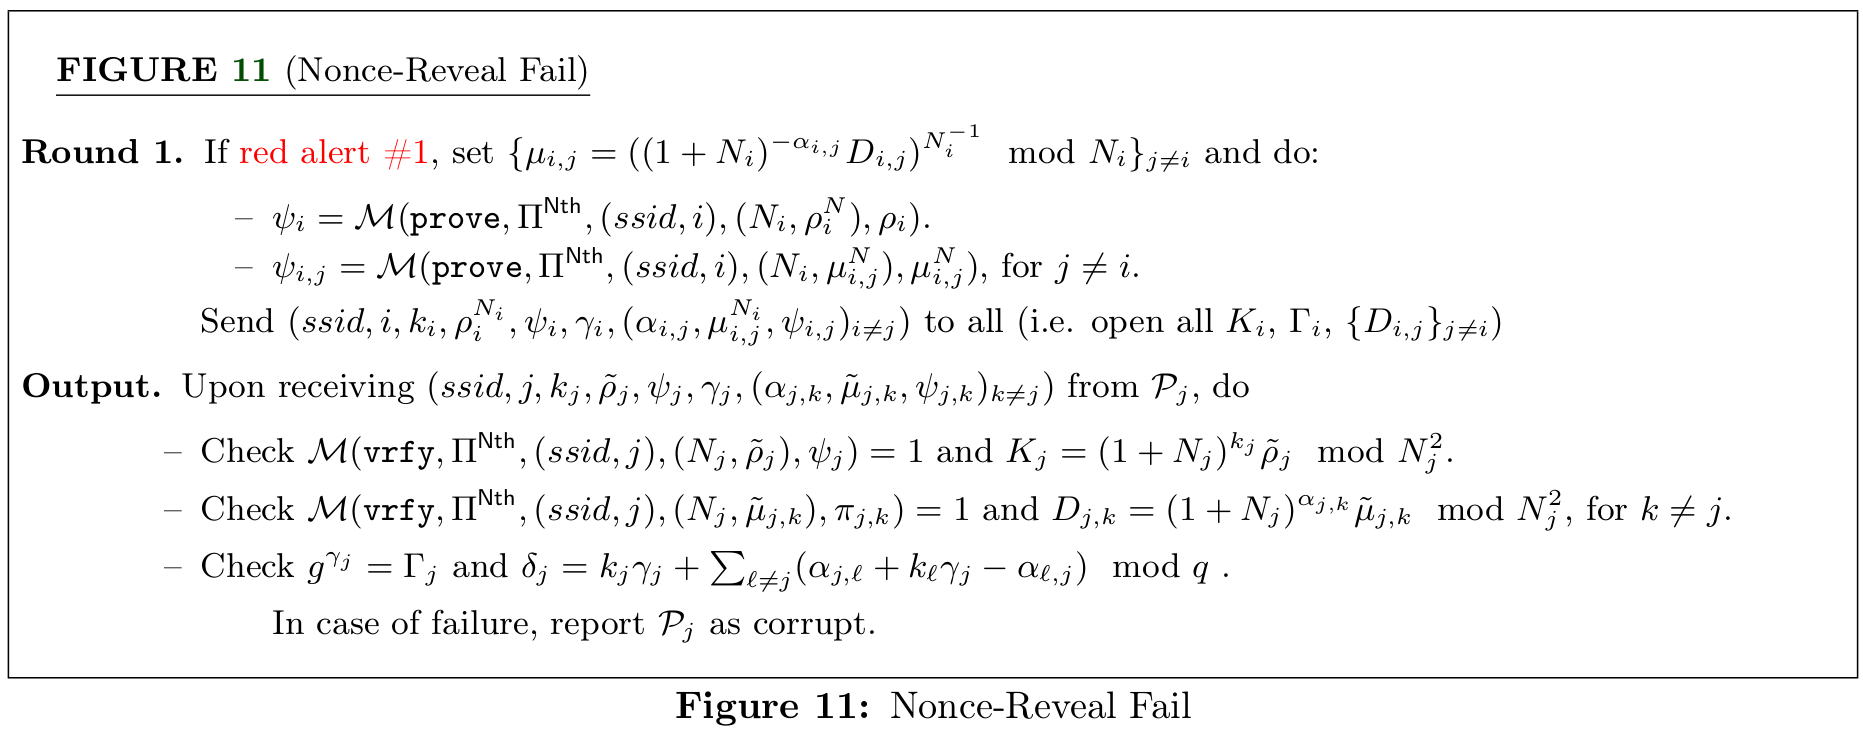 FIGURE 11 (Nonce-Reveal Fail)
Round 1. If red alert #1, set $\{\mu_{i,j} = ((1 + N_i)^{-\alpha_{i,j}} D_{i,j})^{N_i^{-1}} \mod N_i\}_{j \neq i}$ and do:
– $\psi_i = \mathcal{M}(\texttt{prove}, \Pi^{\mathsf{Nth}}, (ssid, i), (N_i, \rho_i^N), \rho_i)$.
– $\psi_{i,j} = \mathcal{M}(\texttt{prove}, \Pi^{\mathsf{Nth}}, (ssid, i), (N_i, \mu_{i,j}^N), \mu_{i,j}^N)$, for $j \neq i$.
Send $(ssid, i, k_i, \rho_i^{N_i}, \psi_i, \gamma_i, (\alpha_{i,j}, \mu_{i,j}^{N_i}, \psi_{i,j})_{i \neq j})$ to all (i.e. open all $K_i$, $\Gamma_i$, $\{D_{i,j}\}_{j \neq i}$)
Output. Upon receiving $(ssid, j, k_j, \tilde{\rho}_j, \psi_j, \gamma_j, (\alpha_{j,k}, \tilde{\mu}_{j,k}, \psi_{j,k})_{k \neq j})$ from $\mathcal{P}_j$, do
– Check $\mathcal{M}(\texttt{vrfy}, \Pi^{\mathsf{Nth}}, (ssid, j), (N_j, \tilde{\rho}_j), \psi_j) = 1$ and $K_j = (1 + N_j)^{k_j} \tilde{\rho}_j \mod N_j^2$.
– Check $\mathcal{M}(\texttt{vrfy}, \Pi^{\mathsf{Nth}}, (ssid, j), (N_j, \tilde{\mu}_{j,k}), \pi_{j,k}) = 1$ and $D_{j,k} = (1 + N_j)^{\alpha_{j,k}} \tilde{\mu}_{j,k} \mod N_j^2$, for $k \neq j$.
– Check $g^{\gamma_j} = \Gamma_j$ and $\delta_j = k_j \gamma_j + \sum_{\ell \neq j} (\alpha_{j,\ell} + k_\ell \gamma_j - \alpha_{\ell,j}) \mod q$ .
In case of failure, report $\mathcal{P}_j$ as corrupt.
Figure 11: Nonce-Reveal Fail